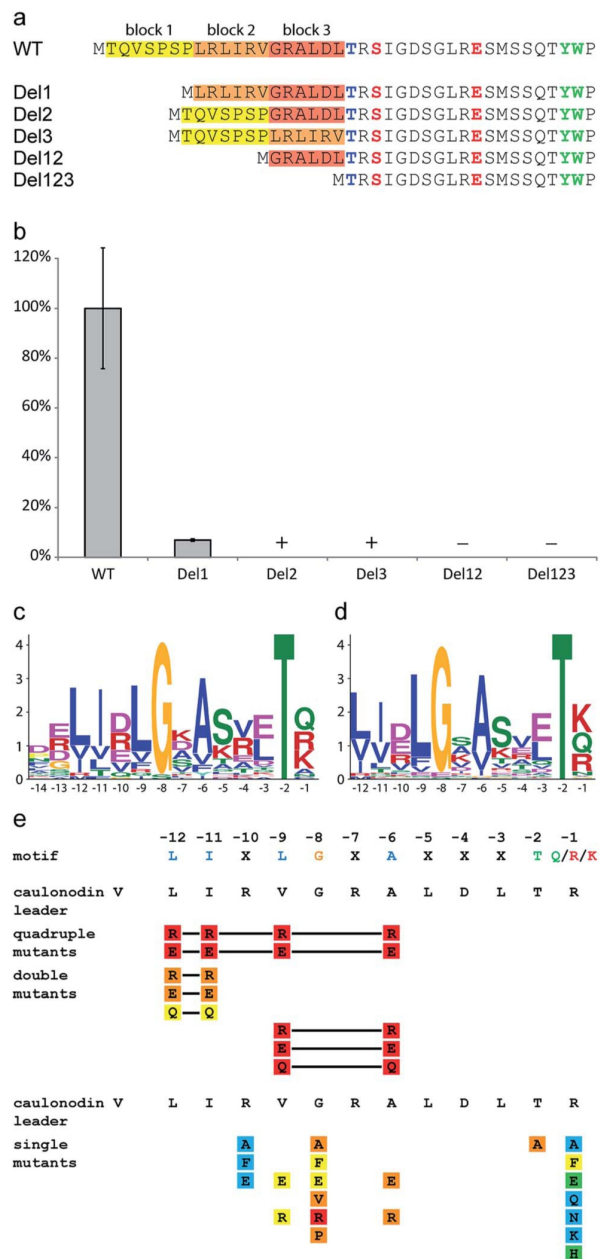 a
block 1 block 2 block 3
WT MTQVSPSPLRLIRVGRALDLTRSIGDSGLRESMSSQTYWP
Del1 MLRLIRVGRALDLTRSIGDSGLRESMSSQTYWP
Del2 MTQVSPSPGRALDLTRSIGDSGLRESMSSQTYWP
Del3 MTQVSPSPLRLIRVTRSIGDSGLRESMSSQTYWP
Del12 MGRALDLTRSIGDSGLRESMSSQTYWP
Del123 MTRSIGDSGLRESMSSQTYWP
b
120%
100%
80%
60%
40%
20%
0%
+ + − −
WT Del1 Del2 Del3 Del12 Del123
c d
4
3
2
1
0
-14 -13 -12 -11 -10 -9 -8 -7 -6 -5 -4 -3 -2 -1
4
3
2
1
0
-12 -11 -10 -9 -8 -7 -6 -5 -4 -3 -2 -1
e
-12 -11 -10 -9 -8 -7 -6 -5 -4 -3 -2 -1
motif L I X L G X A X X X T Q/R/K
caulonodin V L I R V G R A L D L T R
leader
quadruple R R R R
mutants E E E E
double R R
mutants E E
Q Q
R R
E E
Q Q
caulonodin V L I R V G R A L D L T R
leader
single A A A A
mutants F F F
E E E E E
V Q
R R R N
P K
H